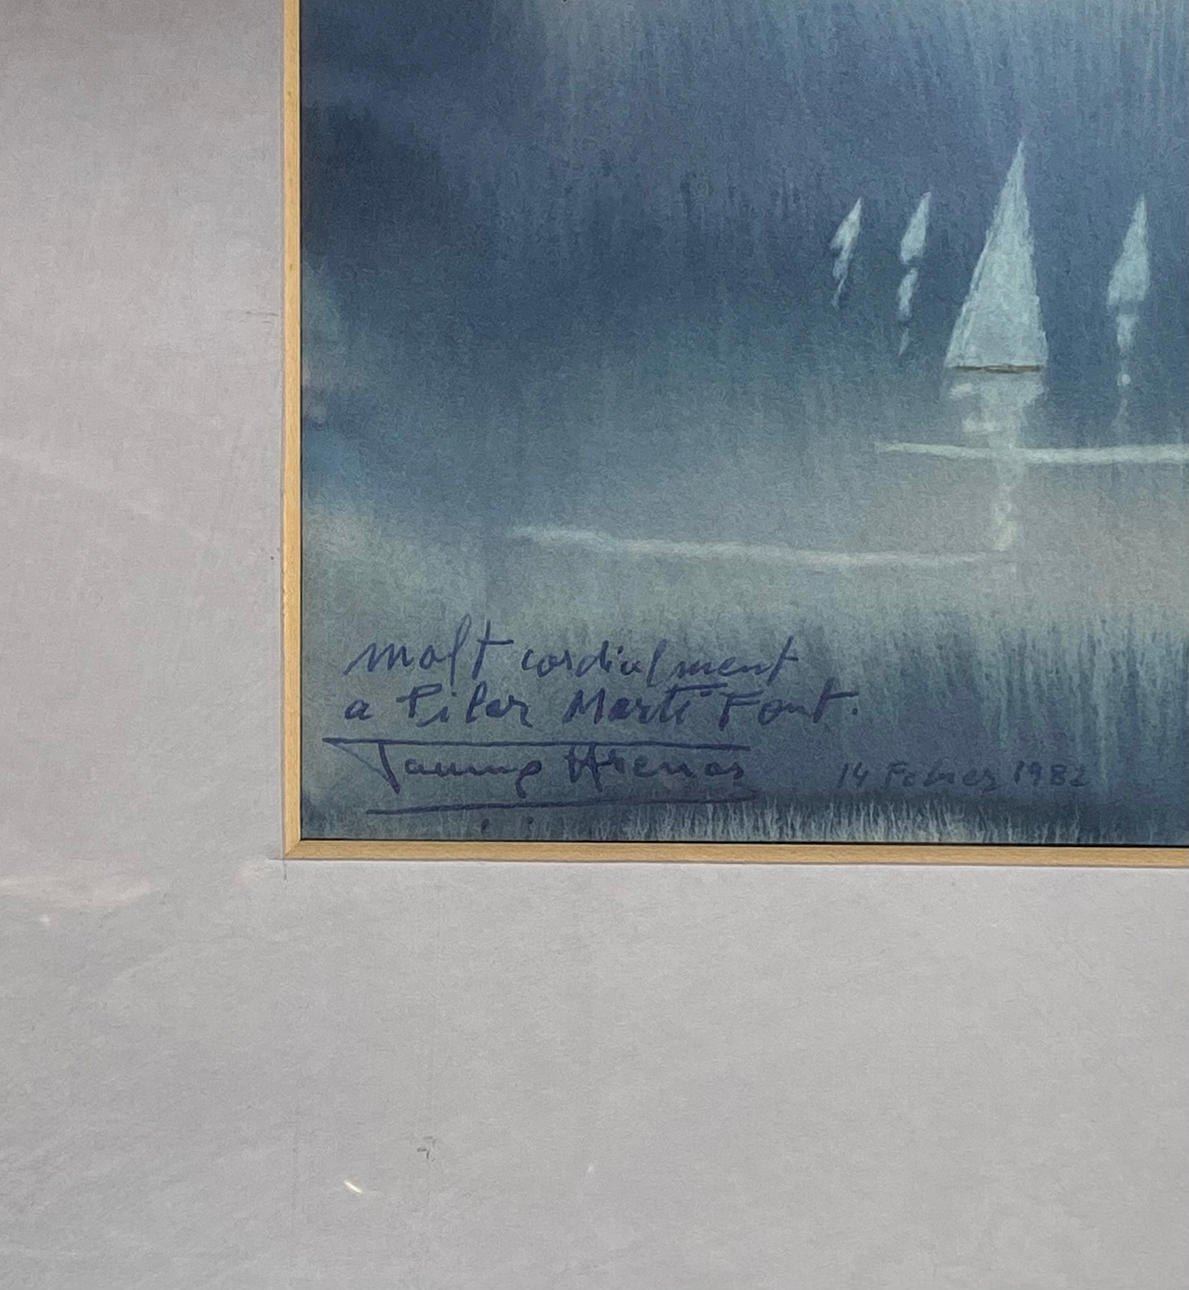 molt cordialment
a Pilar Martí Font.
Jaume Arenas
14 Febrer 1982